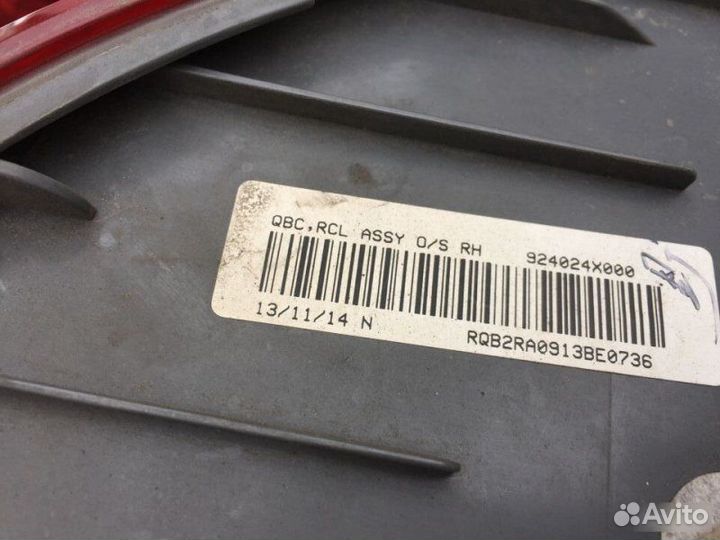 QBC,RCL ASSY O/S RH 924024X000
13/11/14 N RQB2RA0913BE0736
Avito